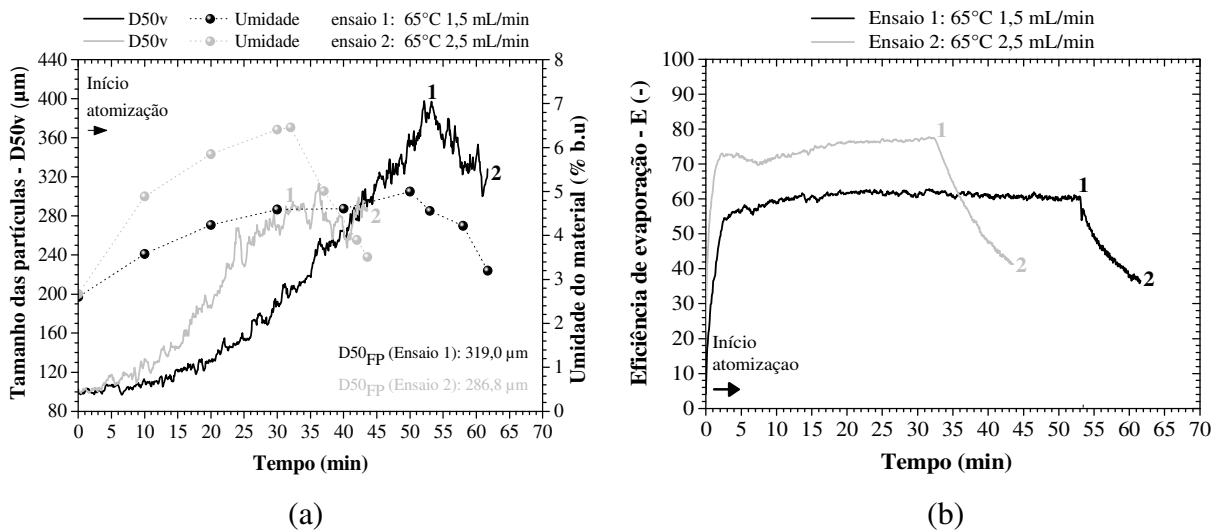 D50v Umidade ensaio 1: 65°C 1,5 mL/min
D50v Umidade ensaio 2: 65°C 2,5 mL/min
Tamanho das partículas - D50v (µm)
440
400
360
320
280
240
200
160
120
80
Início
atomização
1
2
1
2
D50FP (Ensaio 1): 319,0 µm
D50FP (Ensaio 2): 286,8 µm
8
7
6
5
4
3
2
1
0
Umidade do material (% b.u)
0 5 10 15 20 25 30 35 40 45 50 55 60 65 70
Tempo (min)
(a)
Ensaio 1: 65°C 1,5 mL/min
Ensaio 2: 65°C 2,5 mL/min
Eficiência de evaporação - E (-)
100
90
80
70
60
50
40
30
20
10
0
1
1
2
2
Início
atomizaçao
0 5 10 15 20 25 30 35 40 45 50 55 60 65 70
Tempo (min)
(b)